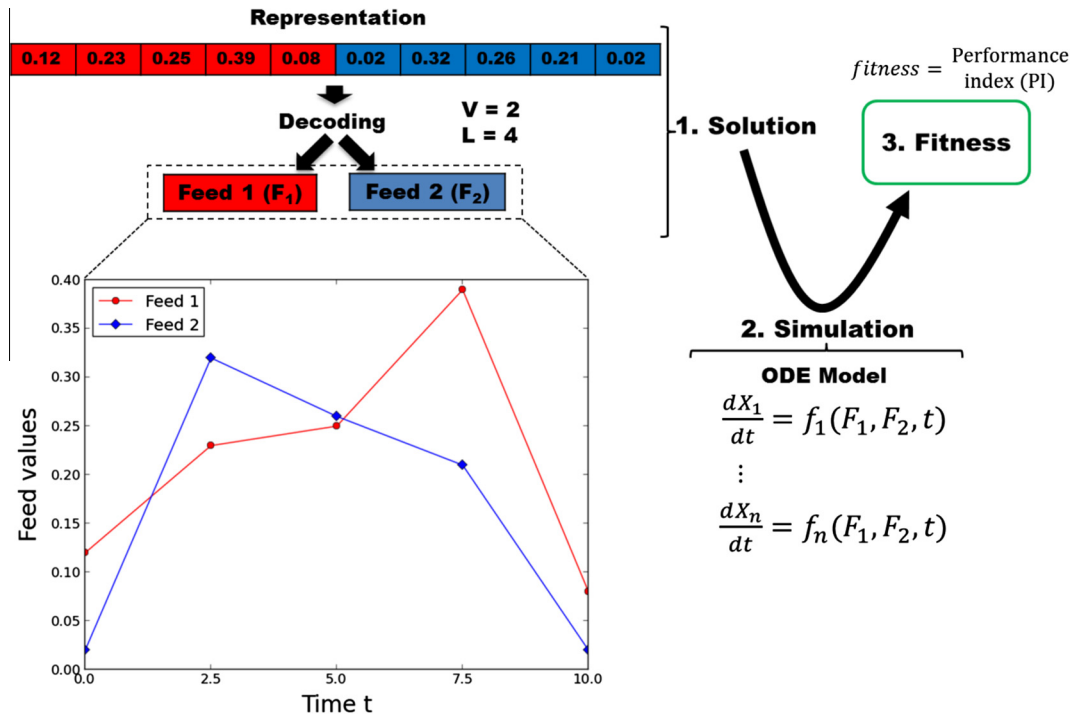 Representation
0.12 0.23 0.25 0.39 0.08 0.02 0.32 0.26 0.21 0.02
Decoding
V = 2
L = 4
Feed 1 (F₁) Feed 2 (F₂)
1. Solution
fitness = Performance
index (PI)
3. Fitness
2. Simulation
ODE Model
dX₁/dt = f₁(F₁, F₂, t)
⋮
dXₙ/dt = fₙ(F₁, F₂, t)
Feed 1
Feed 2
Feed values
0.40
0.35
0.30
0.25
0.20
0.15
0.10
0.05
0.00
0.0 2.5 5.0 7.5 10.0
Time t